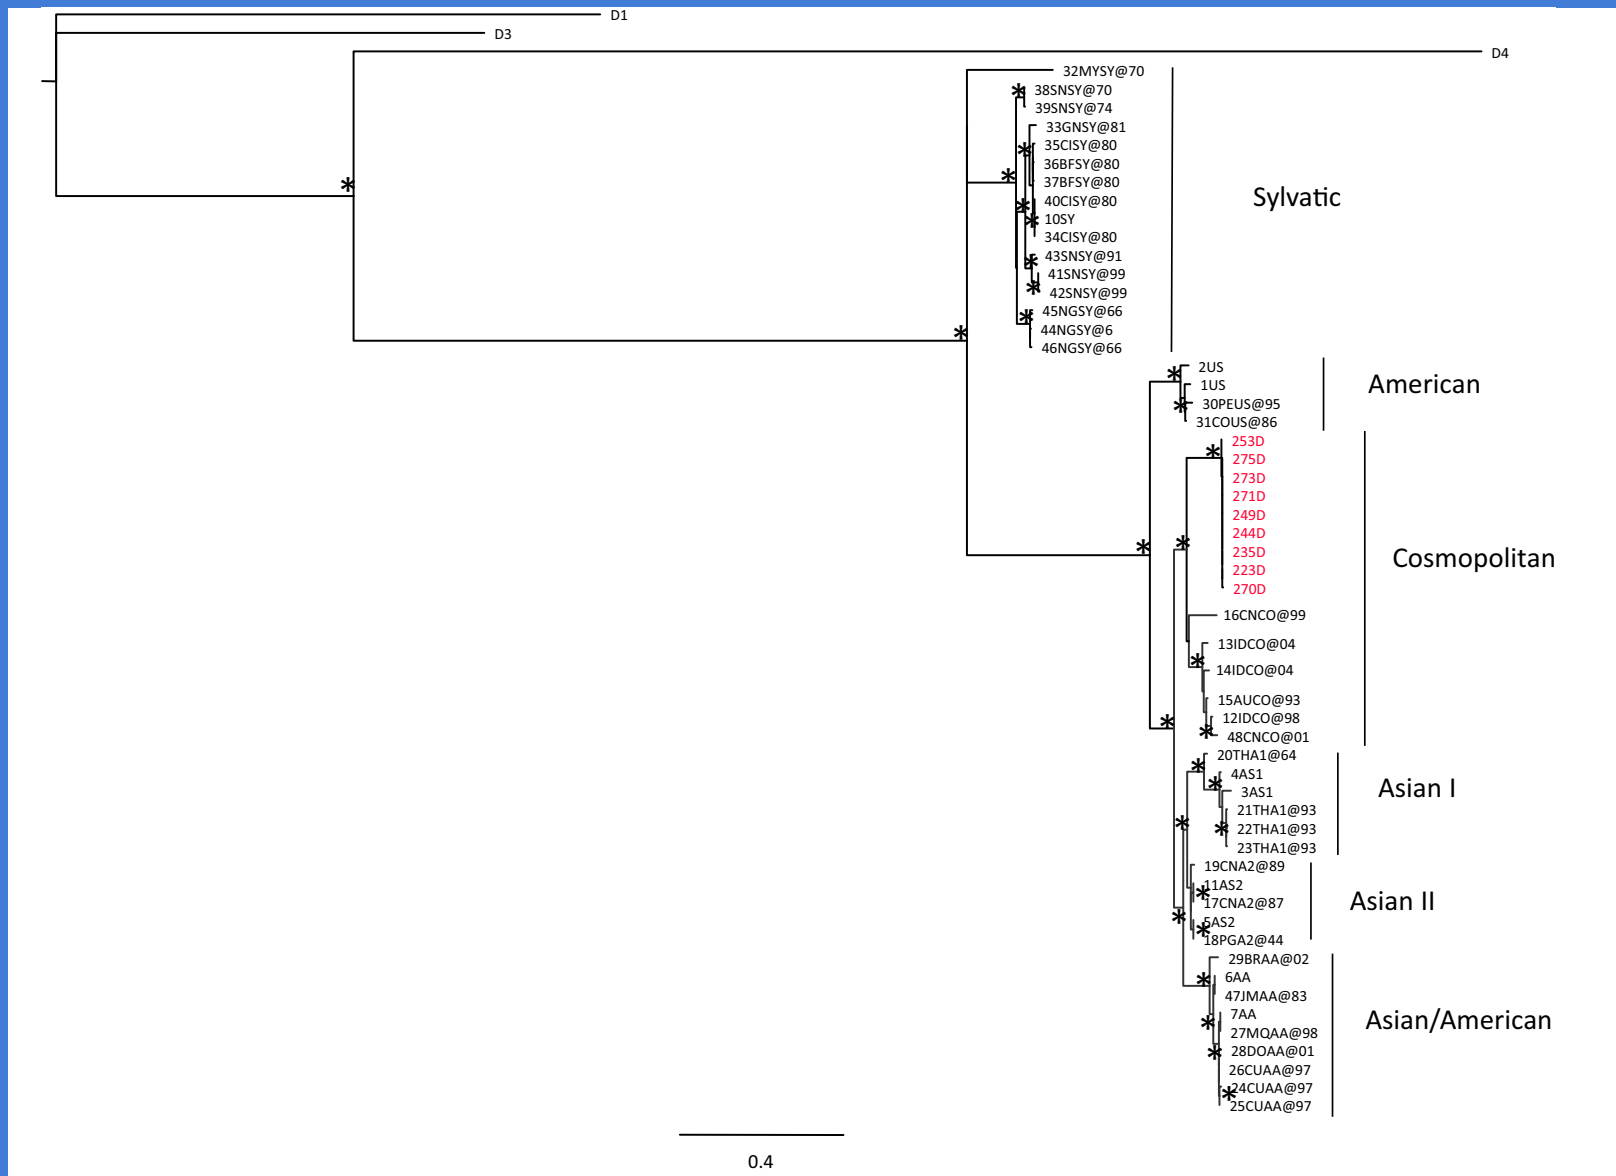 D1
D3
D4
32MYSY@70
38SNSY@70
39SNSY@74
33GNSY@81
35CISY@80
36BFSY@80
37BFSY@80
Sylvatic
40CISY@80
10SY
34CISY@80
43SNSY@91
41SNSY@99
42SNSY@99
45NGSY@66
44NGSY@6
46NGSY@66
2US
1US
American
30PEUS@95
31COUS@86
253D
275D
273D
271D
249D
244D
235D
Cosmopolitan
223D
270D
16CNCO@99
13IDCO@04
14IDCO@04
15AUCO@93
12IDCO@98
48CNCO@01
20THA1@64
4AS1
Asian I
3AS1
21THA1@93
22THA1@93
23THA1@93
19CNA2@89
11AS2
Asian II
17CNA2@87
5AS2
18PGA2@44
29BRAA@02
6AA
47JMAA@83
7AA
Asian/American
27MQAA@98
28DOAA@01
26CUAA@97
24CUAA@97
25CUAA@97
0.4